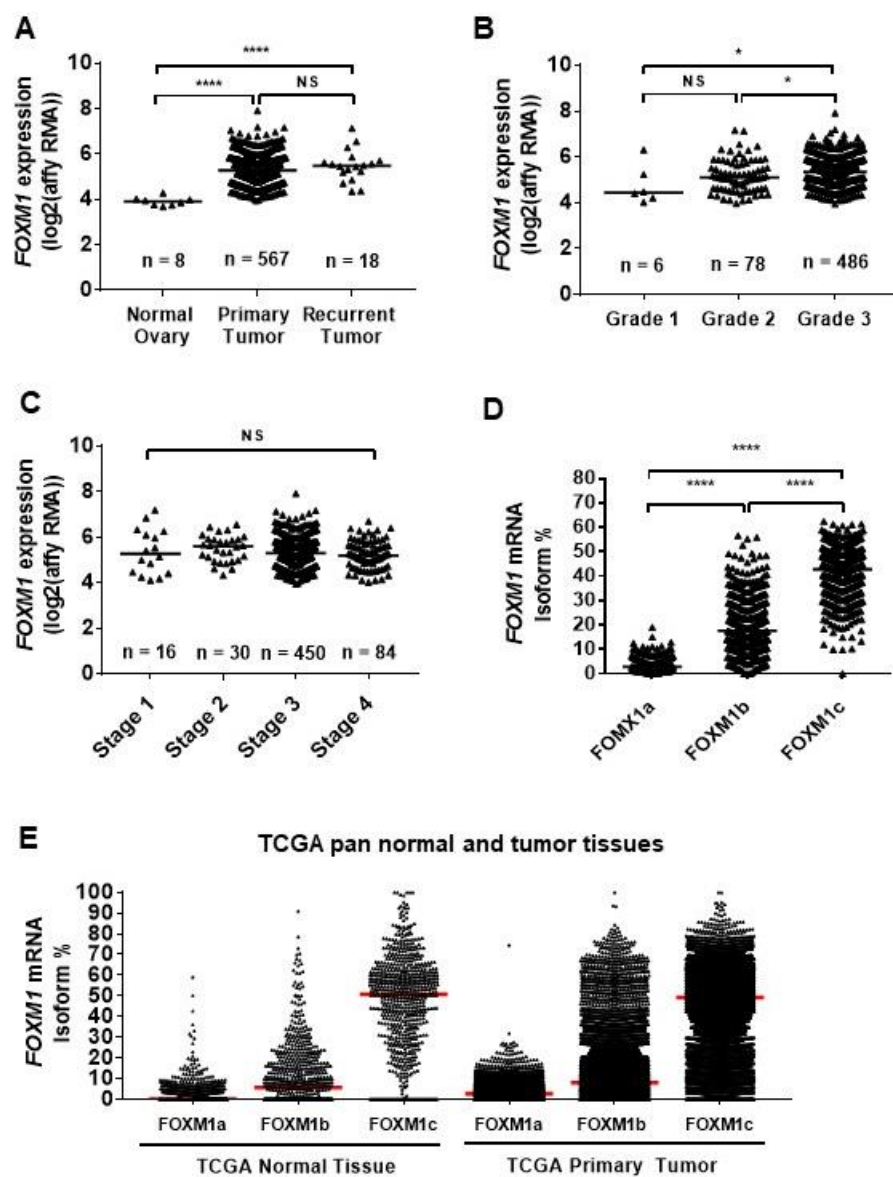 A
****
****
NS
FOXM1 expression
(log2(affy RMA))
10
8
6
4
2
0
n = 8
n = 567
n = 18
Normal
Ovary
Primary
Tumor
Recurrent
Tumor
B
*
NS
*
FOXM1 expression
(log2(affy RMA))
10
8
6
4
2
0
n = 6
n = 78
n = 486
Grade 1
Grade 2
Grade 3
C
NS
FOXM1 expression
(log2(affy RMA))
10
8
6
4
2
0
n = 16
n = 30
n = 450
n = 84
Stage 1
Stage 2
Stage 3
Stage 4
D
****
****
****
FOXM1 mRNA
Isoform %
80
70
60
50
40
30
20
10
0
FOMX1a
FOXM1b
FOXM1c
E
TCGA pan normal and tumor tissues
FOXM1 mRNA
Isoform %
100
90
80
70
60
50
40
30
20
10
0
FOXM1a
FOXM1b
FOXM1c
FOXM1a
FOXM1b
FOXM1c
TCGA Normal Tissue
TCGA Primary Tumor